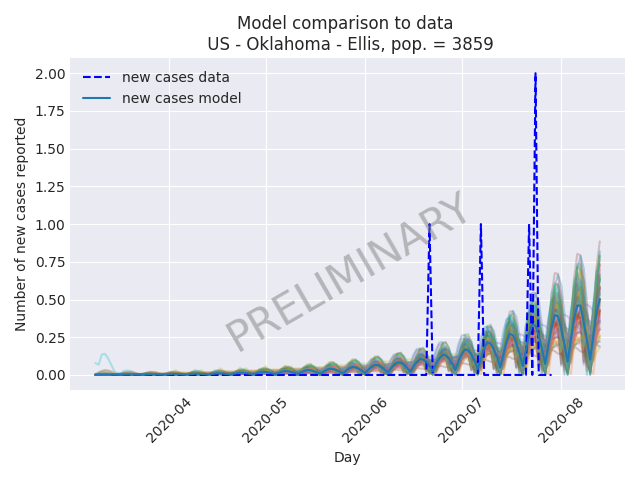 Model comparison to data
US - Oklahoma - Ellis, pop. = 3859
new cases data
new cases model
Number of new cases reported
2.00
1.75
1.50
1.25
1.00
0.75
0.50
0.25
0.00
PRELIMINARY
2020-04
2020-05
2020-06
2020-07
2020-08
Day